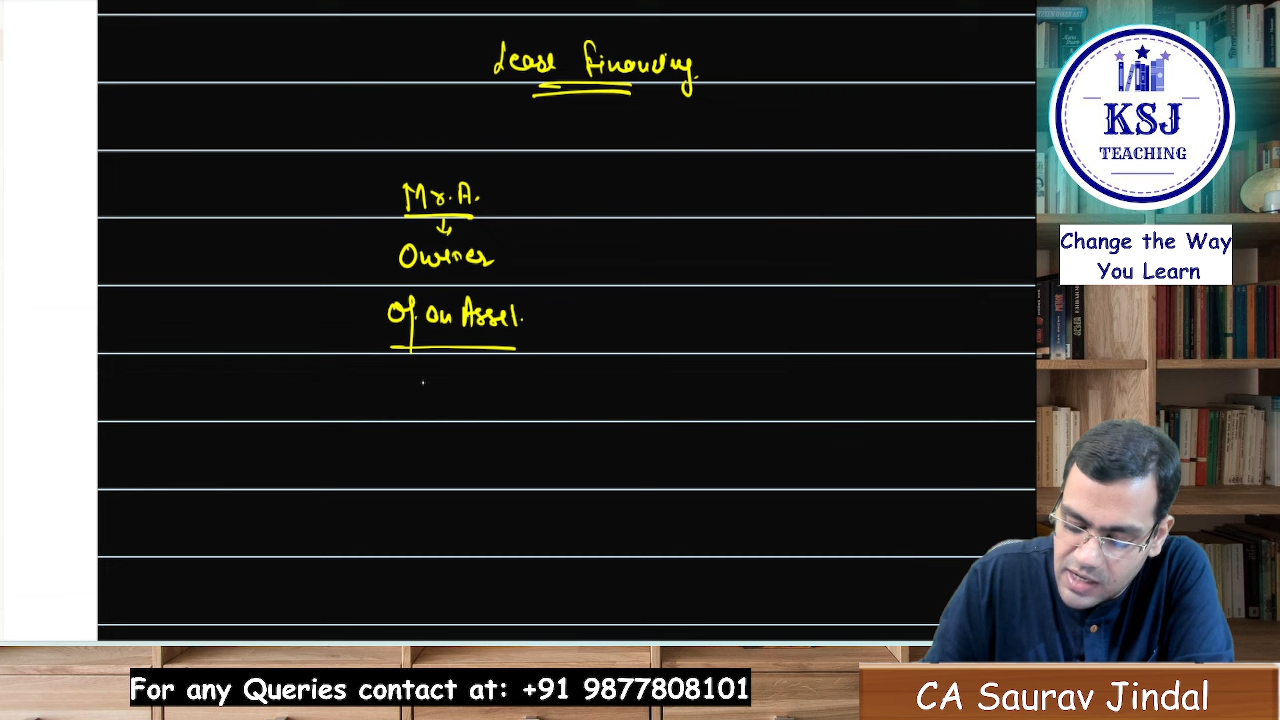 Lease Financing.
Mr. A.
Owner
Of an Asset.
KSJ
TEACHING
Change the Way
You Learn
For any Queries contact at: +91 9877808101
CA Saurav Jindal